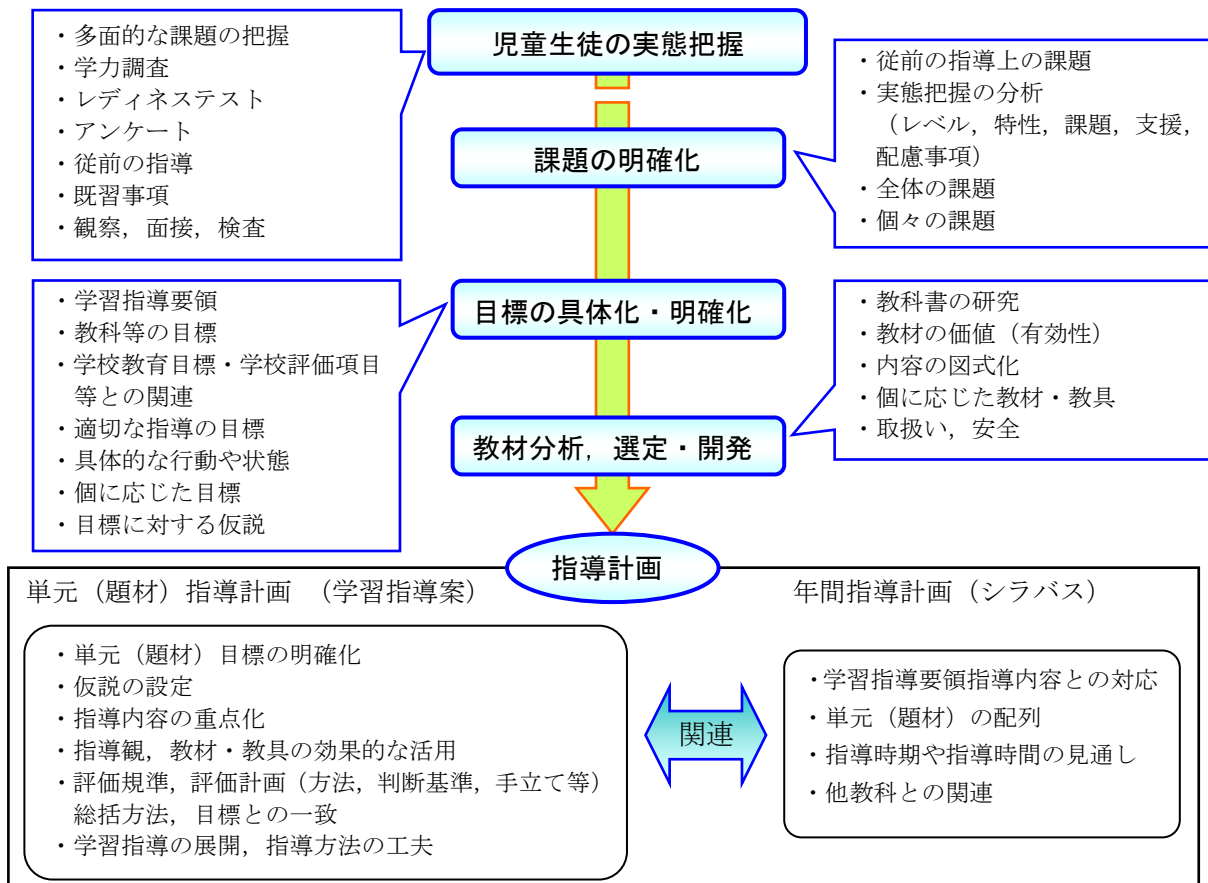 児童生徒の実態把握
・多面的な課題の把握
・学力調査
・レディネステスト
・アンケート
・従前の指導
・既習事項
・観察，面接，検査
課題の明確化
・従前の指導上の課題
・実態把握の分析
（レベル，特性，課題，支援，
配慮事項）
・全体の課題
・個々の課題
目標の具体化・明確化
・学習指導要領
・教科等の目標
・学校教育目標・学校評価項目
等との関連
・適切な指導の目標
・具体的な行動や状態
・個に応じた目標
・目標に対する仮説
教材分析，選定・開発
・教科書の研究
・教材の価値（有効性）
・内容の図式化
・個に応じた教材・教具
・取扱い，安全
指導計画
単元（題材）指導計画　（学習指導案）
・単元（題材）目標の明確化
・仮説の設定
・指導内容の重点化
・指導観，教材・教具の効果的な活用
・評価規準，評価計画（方法，判断基準，手立て等）
総括方法，目標との一致
・学習指導の展開，指導方法の工夫
関連
年間指導計画（シラバス）
・学習指導要領指導内容との対応
・単元（題材）の配列
・指導時期や指導時間の見通し
・他教科との関連